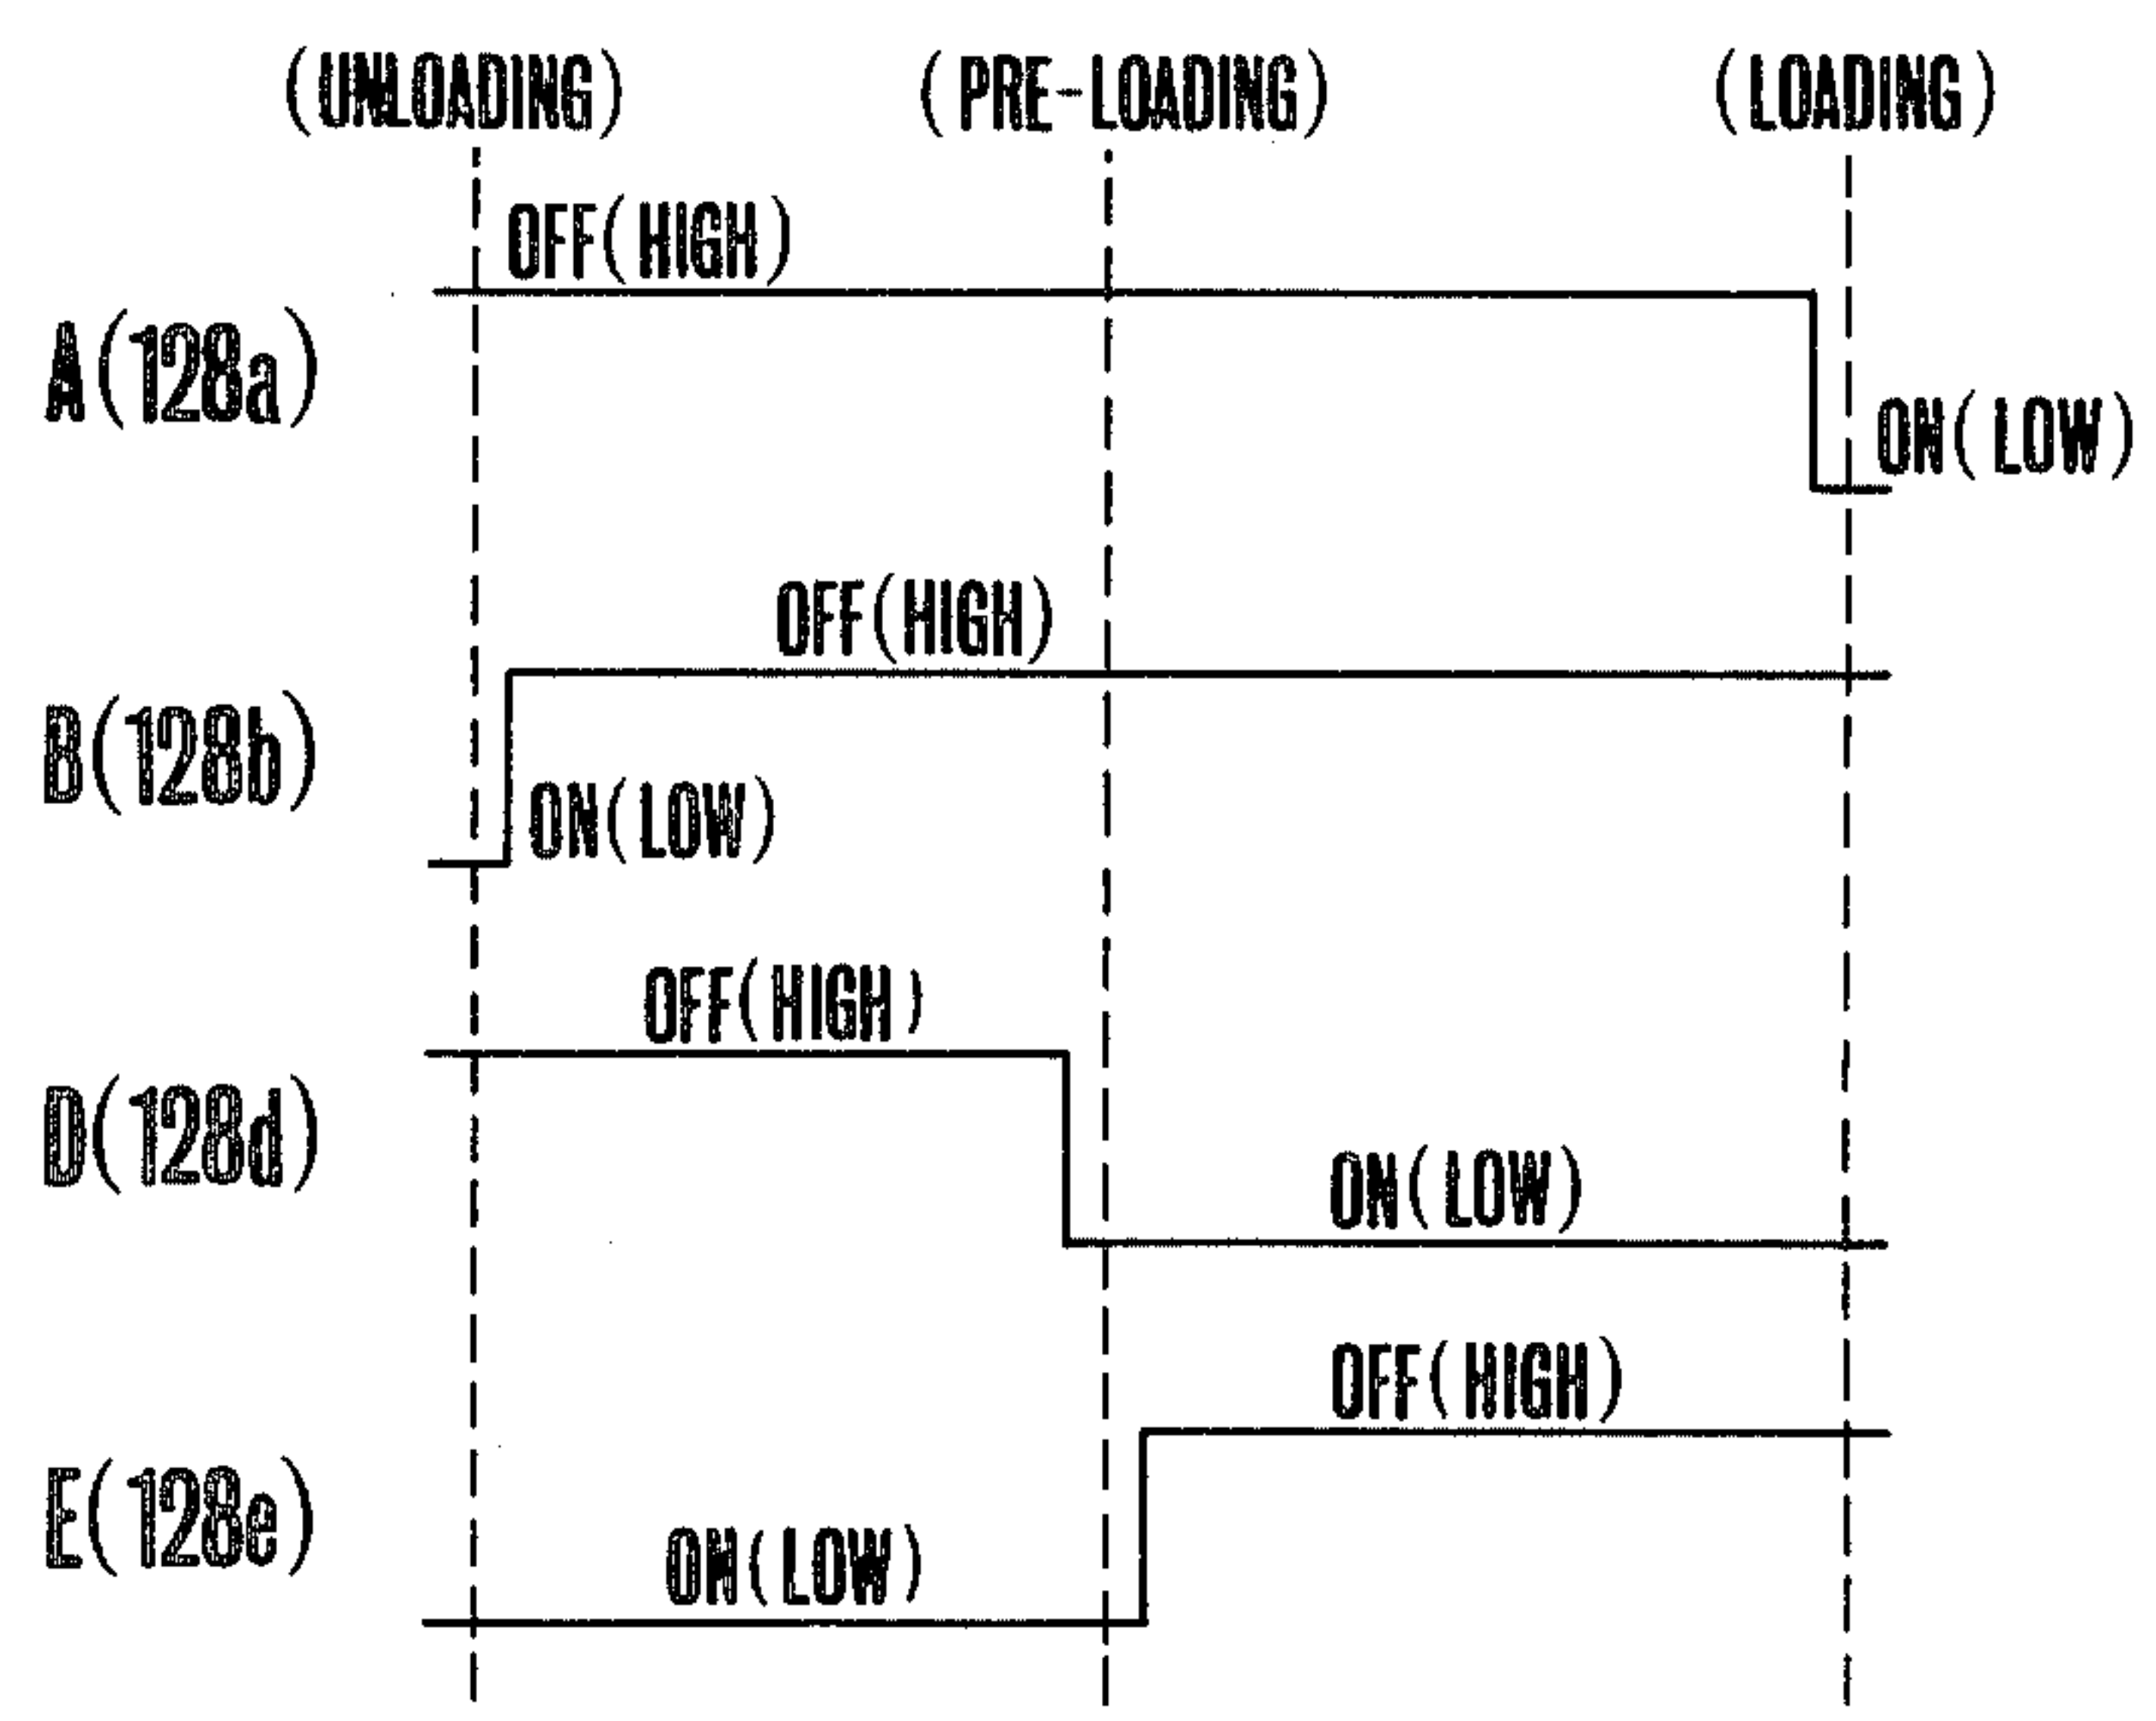 (UNLOADING) (PRE-LOADING) (LOADING)
OFF(HIGH)
A(128a)
ON(LOW)
OFF(HIGH)
B(128b)
ON(LOW)
OFF(HIGH)
D(128d)
ON(LOW)
OFF(HIGH)
E(128e)
ON(LOW)